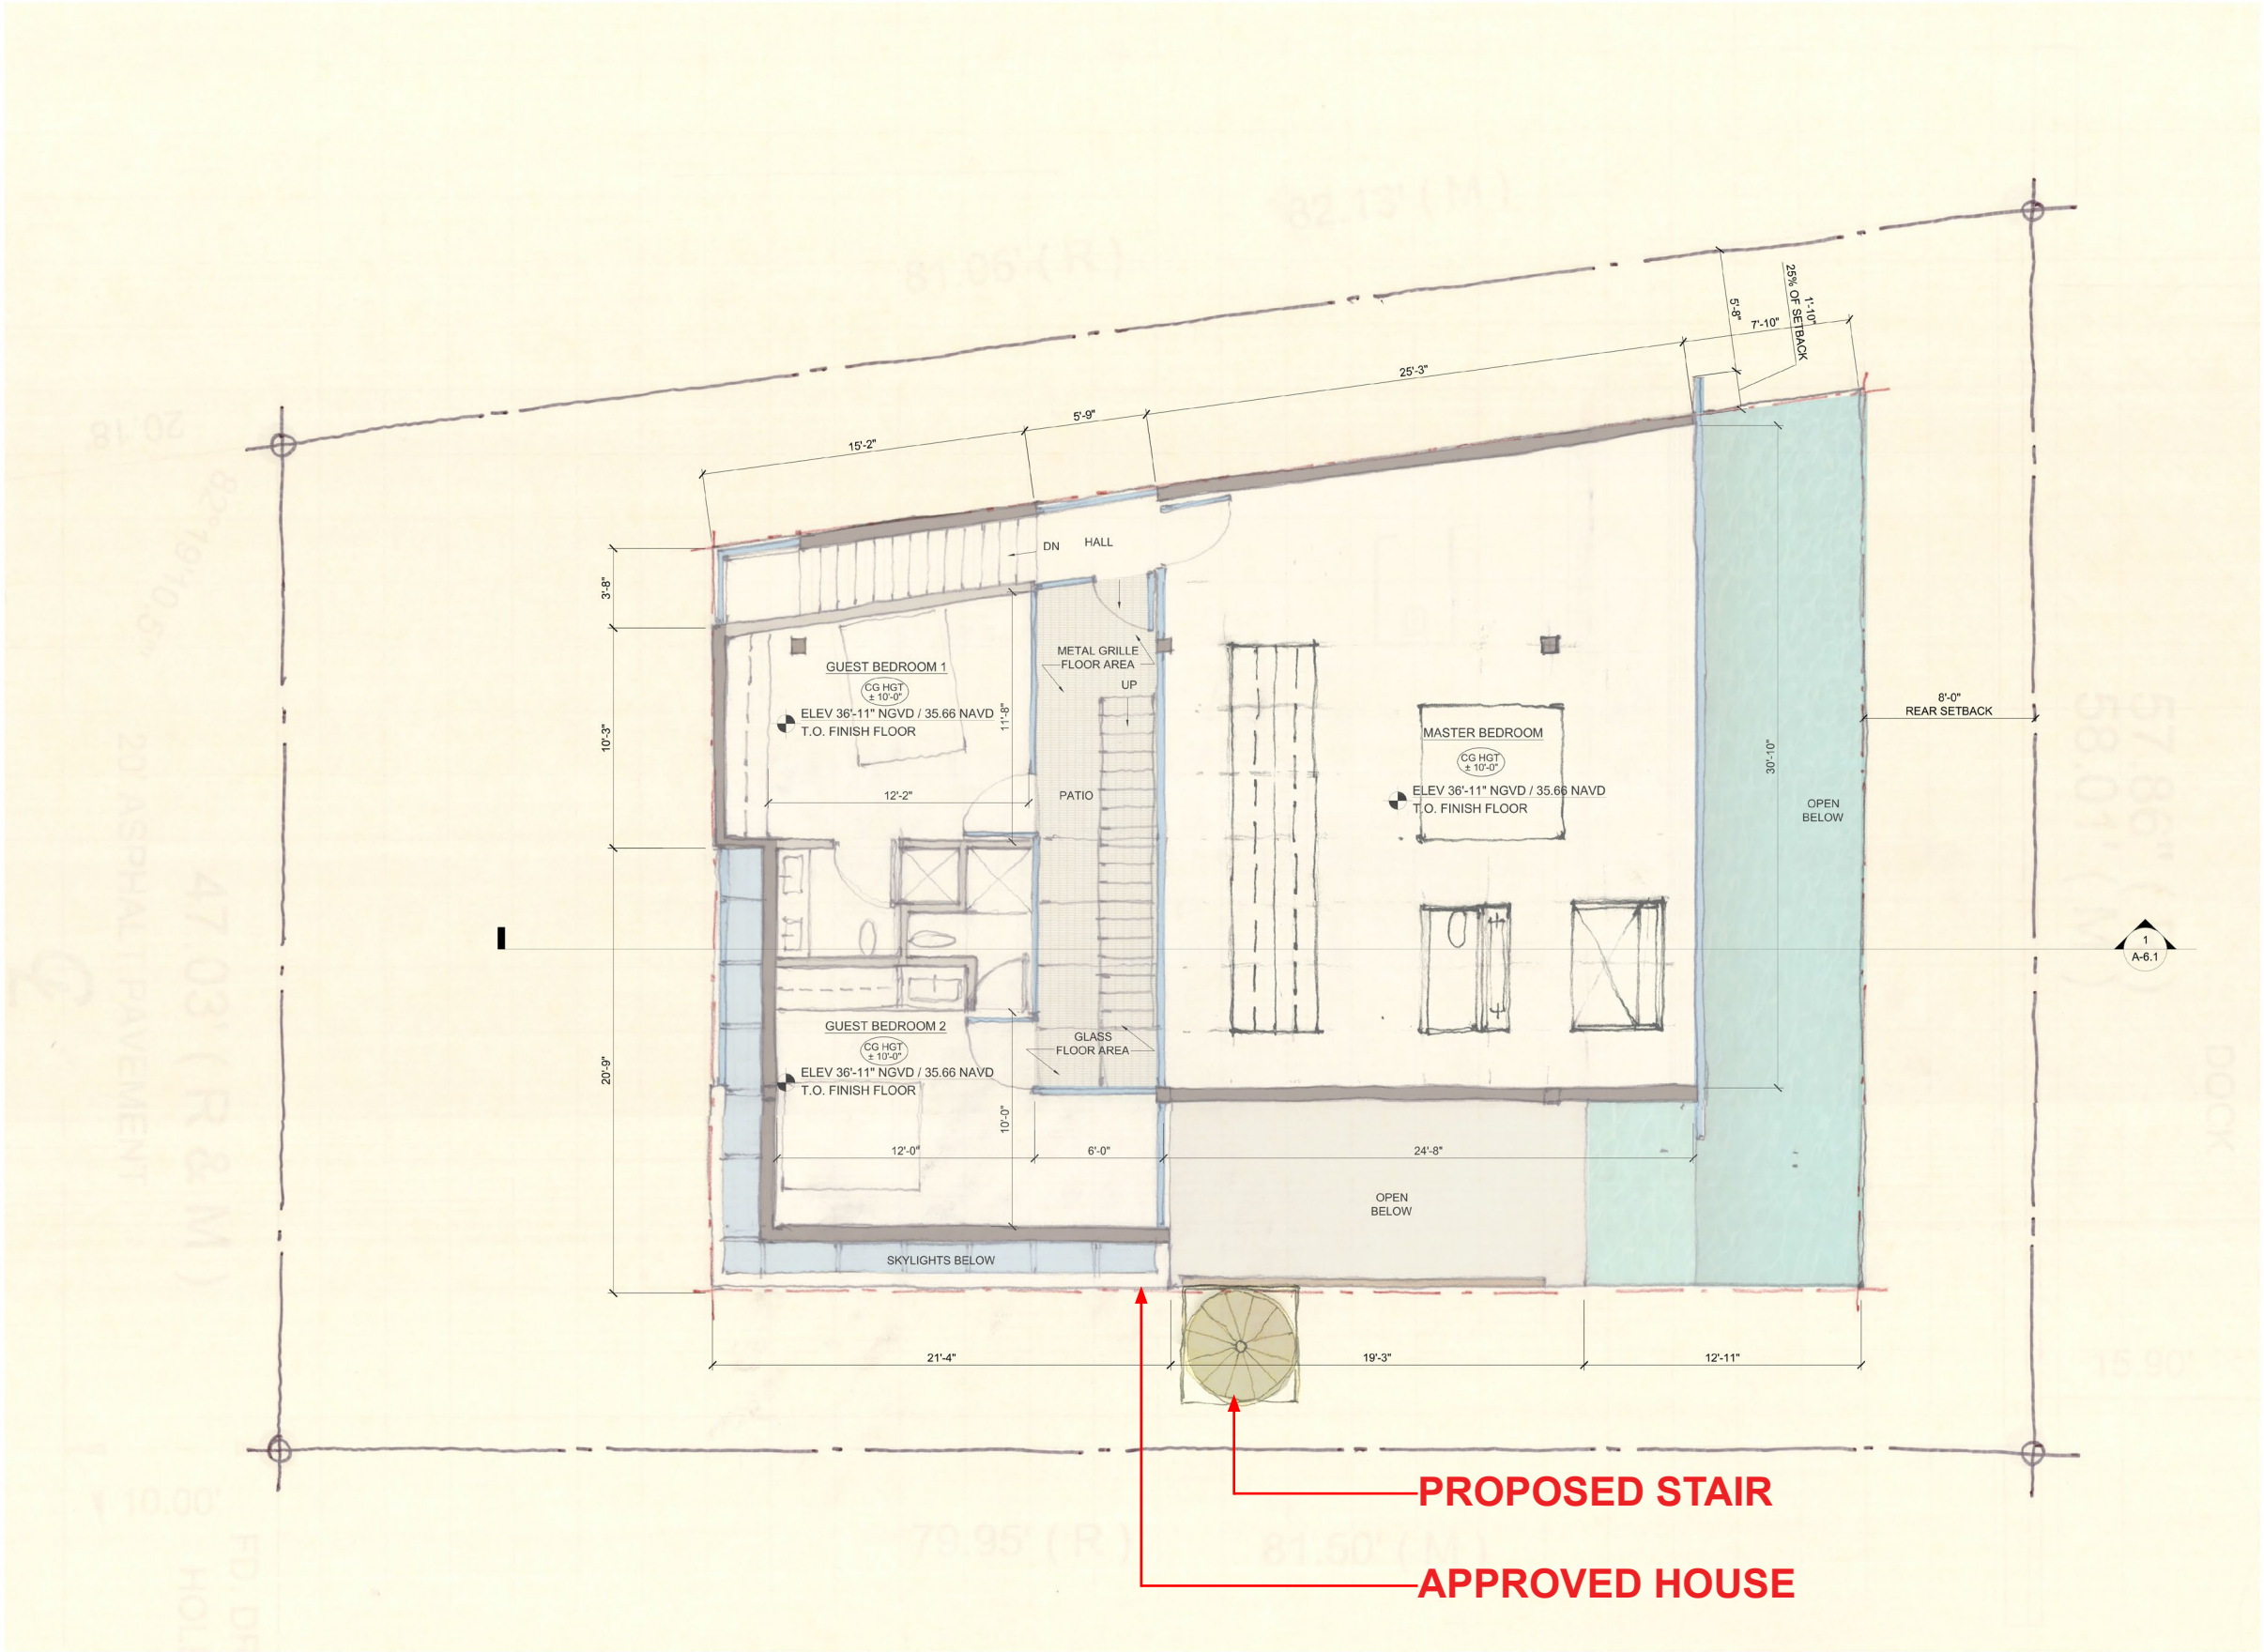 82.13' ( M )
81.06' ( R )
5'-8"
1'-10"
25% OF SETBACK
7'-10"
25'-3"
5'-9"
15'-2"
20.18
DN
HALL
3'-8"
METAL GRILLE
FLOOR AREA
UP
GUEST BEDROOM 1
CG HGT
± 10'-0"
ELEV 36'-11" NGVD / 35.66 NAVD
T.O. FINISH FLOOR
11'-8"
10'-3"
12'-2"
PATIO
MASTER BEDROOM
CG HGT
± 10'-0"
ELEV 36'-11" NGVD / 35.66 NAVD
T.O. FINISH FLOOR
30'-10"
OPEN
BELOW
8'-0"
REAR SETBACK
57.86' ( R )
58.01' ( M )
20' ASPHALT PAVEMENT
47.03' ( R & M )
1
A-6.1
GUEST BEDROOM 2
CG HGT
± 10'-0"
ELEV 36'-11" NGVD / 35.66 NAVD
T.O. FINISH FLOOR
GLASS
FLOOR AREA
20'-9"
10'-0"
12'-0"
6'-0"
24'-8"
OPEN
BELOW
DOCK
SKYLIGHTS BELOW
21'-4"
19'-3"
12'-11"
15.90'
PROPOSED STAIR
10.00'
79.95' ( R )
81.50' ( M )
FD. DR
HOL
APPROVED HOUSE